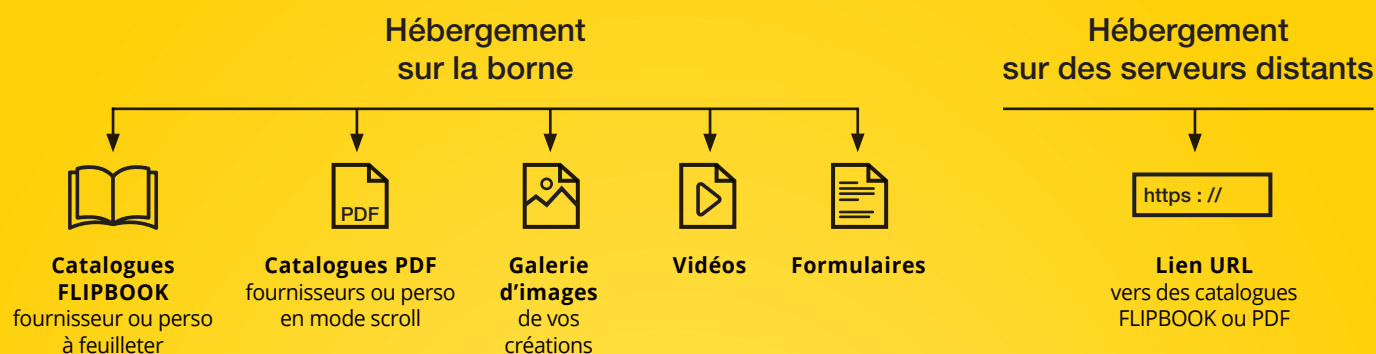 Hébergement
sur la borne
Hébergement
sur des serveurs distants
PDF
https : //
Catalogues
FLIPBOOK
fournisseur ou perso
à feuilleter
Catalogues PDF
fournisseurs ou perso
en mode scroll
Galerie
d’images
de vos
créations
Vidéos
Formulaires
Lien URL
vers des catalogues
FLIPBOOK ou PDF